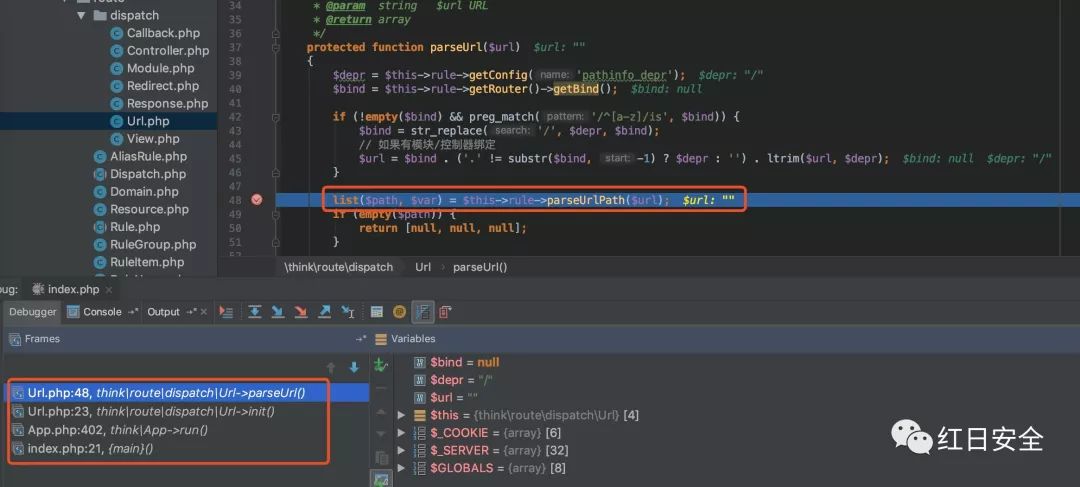 route
dispatch
Callback.php
Controller.php
Module.php
Redirect.php
Response.php
Url.php
View.php
AliasRule.php
Dispatch.php
Domain.php
Resource.php
Rule.php
RuleGroup.php
RuleItem.php
34 * @param string $url URL
35 * @return array
36 */
37 protected function parseUrl($url) $url: ""
38 {
39 $depr = $this->rule->getConfig( name: 'pathinfo_depr'); $depr: "/"
40 $bind = $this->rule->getRouter()->getBind(); $bind: null
41
42 if (!empty($bind) && preg_match( pattern: '/^[a-z]/is', $bind)) {
43 $bind = str_replace( search: '/', $depr, $bind);
44 // 如果有模块/控制器绑定
45 $url = $bind . ('.' != substr($bind, start: -1) ? $depr : '') . ltrim($url, $depr); $bind: null $depr: "/"
46 }
47
48 list($path, $var) = $this->rule->parseUrlPath($url); $url: ""
49 if (empty($path)) {
50 return [null, null, null];
51 }
\think\route\dispatch Url parseUrl()
bug: index.php
Debugger Console Output
Frames
Url.php:48, think|route|dispatch|Url->parseUrl()
Url.php:23, think|route|dispatch|Url->init()
App.php:402, think|App->run()
index.php:21, {main}()
Variables
$bind = null
$depr = "/"
$url = ""
$this = {think\route\dispatch\Url} [4]
$_COOKIE = {array} [6]
$_SERVER = {array} [32]
$GLOBALS = {array} [8]
红日安全